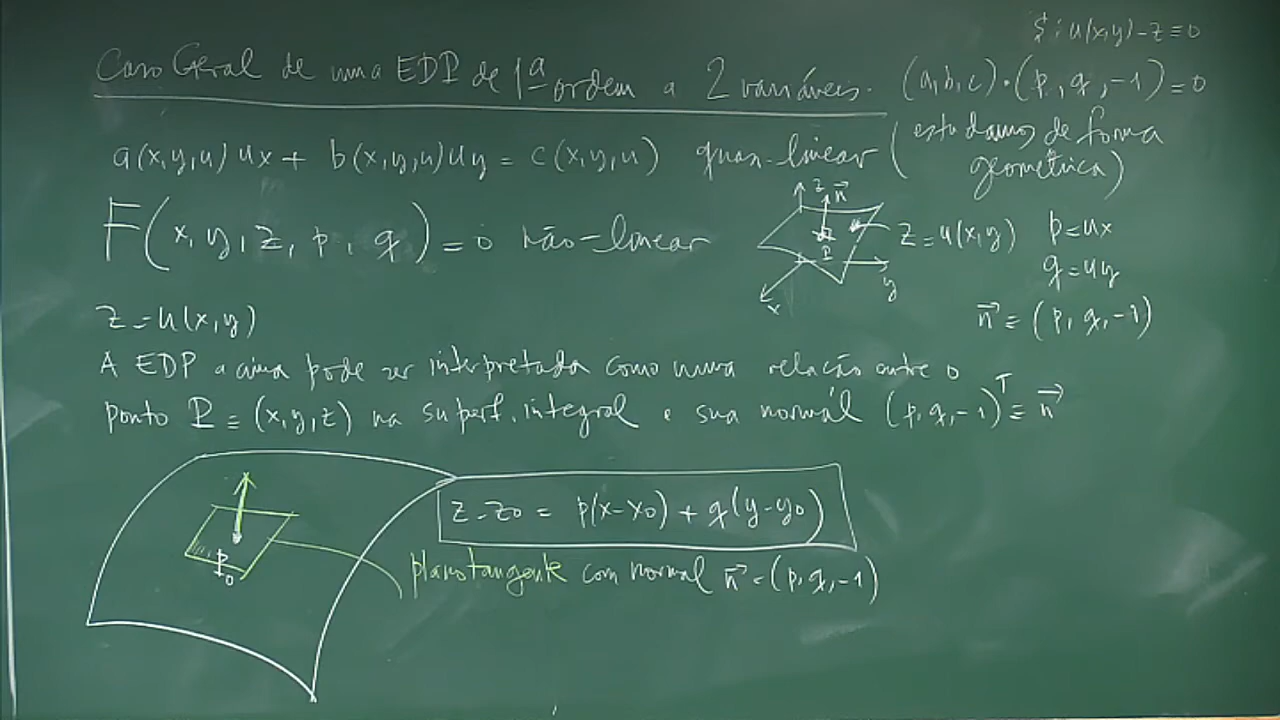 S: u(x,y)-z=0
Caso Geral de uma EDP de 1ª ordem a 2 variáveis.
(a,b,c)·(p,q,-1)=0
a(x,y,u)ux + b(x,y,u)uy = c(x,y,u) quasi-linear (estudamos de forma
geométrica)
F(x,y,z,p,q)=0 não-linear
z n⃗
P
x
y
z=u(x,y)
p=ux
q=uy
n⃗ = (p,q,-1)
z=u(x,y)
A EDP acima pode ser interpretada como uma relação entre o
ponto P ≡ (x,y,z) na superf. integral e sua normál (p,q,-1)ᵀ ≡ n⃗
P₀
z-z₀ = p(x-x₀) + q(y-y₀)
plano tangente com normal n⃗=(p,q,-1)